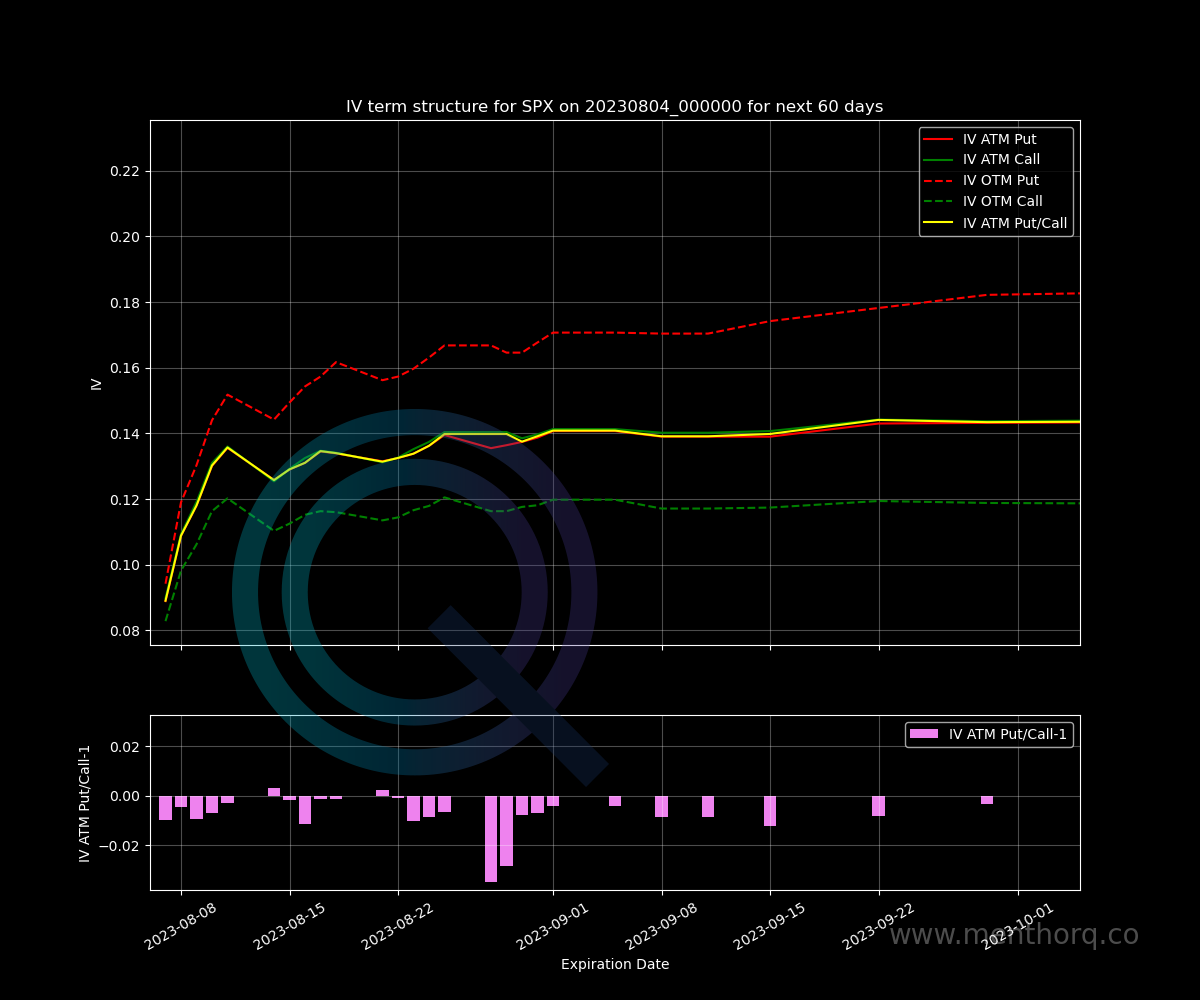 IV term structure for SPX on 20230804_000000 for next 60 days
IV ATM Put
IV ATM Call
IV OTM Put
IV OTM Call
IV ATM Put/Call
0.22
0.20
0.18
0.16
0.14
0.12
0.10
0.08
IV
IV ATM Put/Call-1
0.02
0.00
−0.02
IV ATM Put/Call-1
2023-08-08
2023-08-15
2023-08-22
2023-09-01
2023-09-08
2023-09-15
2023-09-22
2023-10-01
www.menthorq.co
Expiration Date